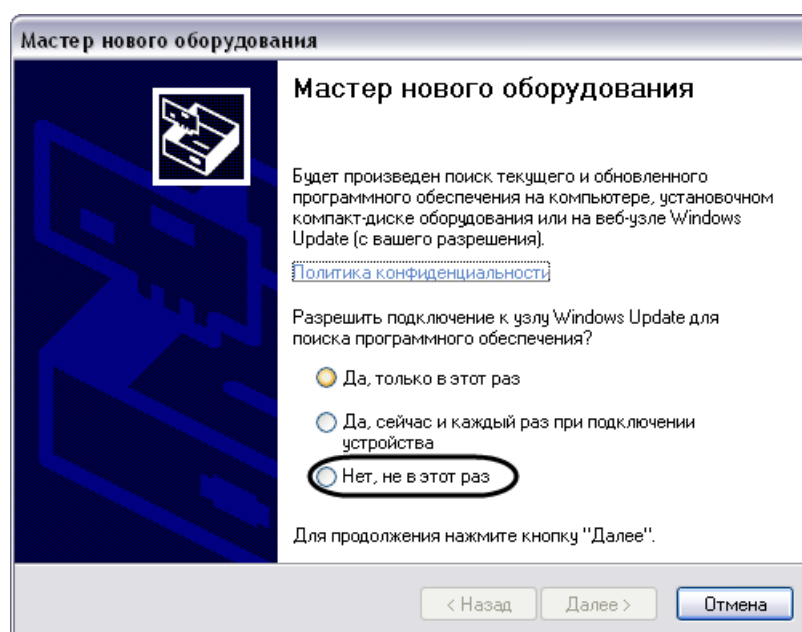 Мастер нового оборудования
Мастер нового оборудования
Будет произведен поиск текущего и обновленного
программного обеспечения на компьютере, установочном
компакт-диске оборудования или на веб-узле Windows
Update (с вашего разрешения).
Политика конфиденциальности
Разрешить подключение к узлу Windows Update для
поиска программного обеспечения?
Да, только в этот раз
Да, сейчас и каждый раз при подключении
устройства
Нет, не в этот раз
Для продолжения нажмите кнопку "Далее".
< Назад Далее > Отмена